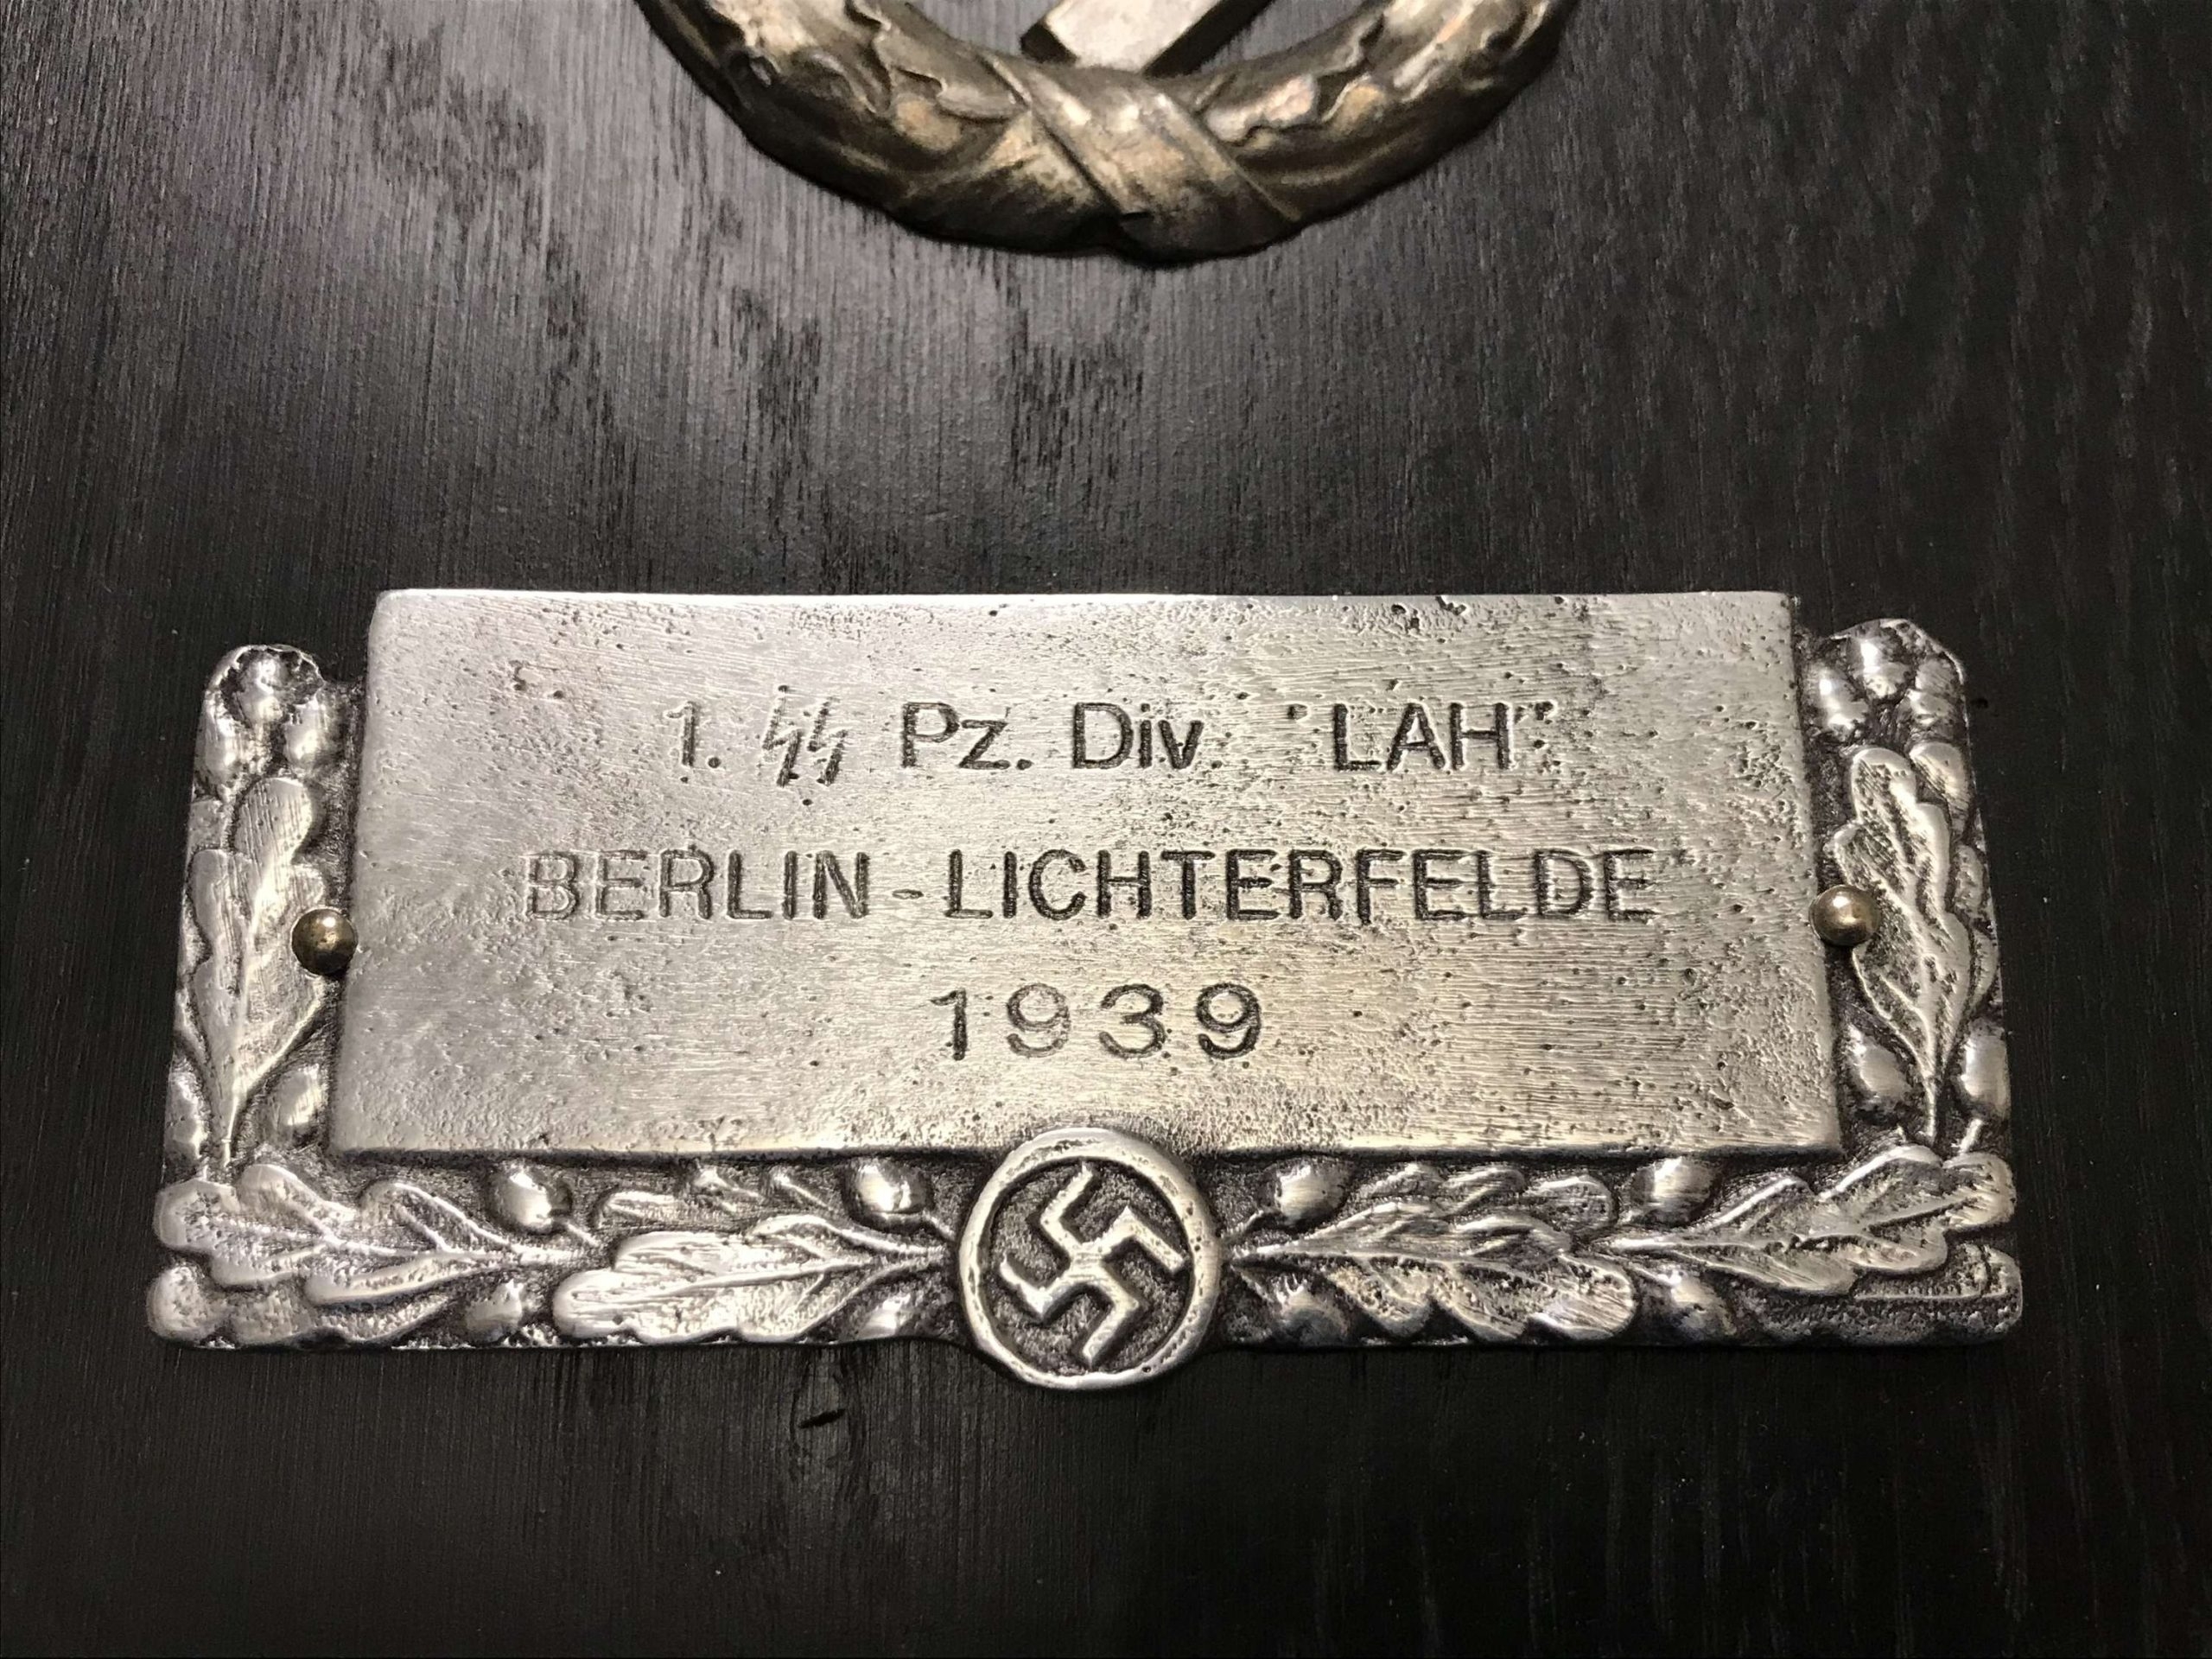 1. ᛋᛋ Pz. Div. "LAH"
BERLIN - LICHTERFELDE
1939